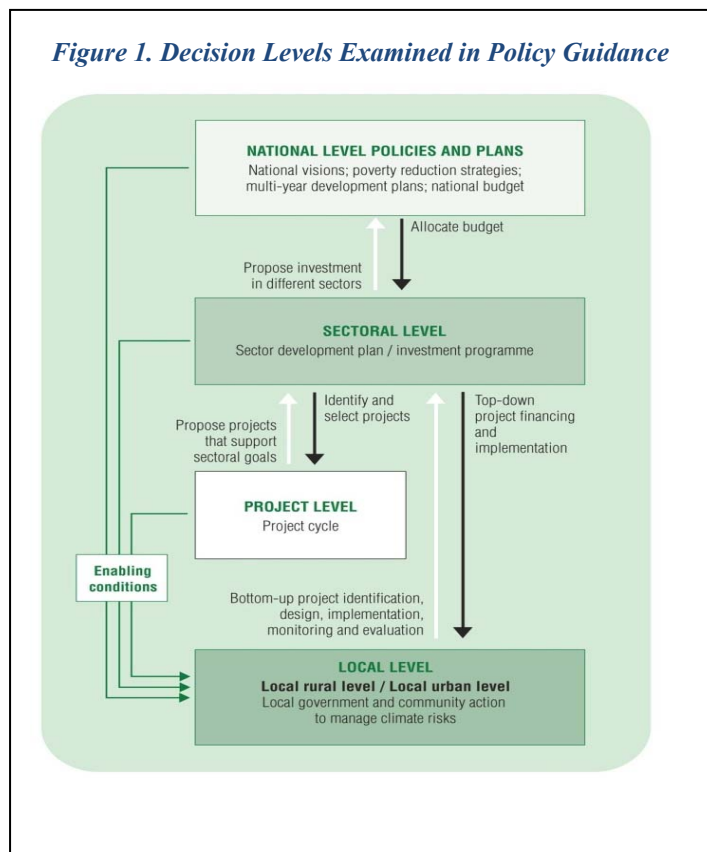 Figure 1. Decision Levels Examined in Policy Guidance
NATIONAL LEVEL POLICIES AND PLANS
National visions; poverty reduction strategies;
multi-year development plans; national budget
Allocate budget
Propose investment
in different sectors
SECTORAL LEVEL
Sector development plan / investment programme
Propose projects
that support
sectoral goals
Identify and
select projects
Top-down
project financing
and
implementation
PROJECT LEVEL
Project cycle
Enabling
conditions
Bottom-up project identification,
design, implementation,
monitoring and evaluation
LOCAL LEVEL
Local rural level / Local urban level
Local government and community action
to manage climate risks